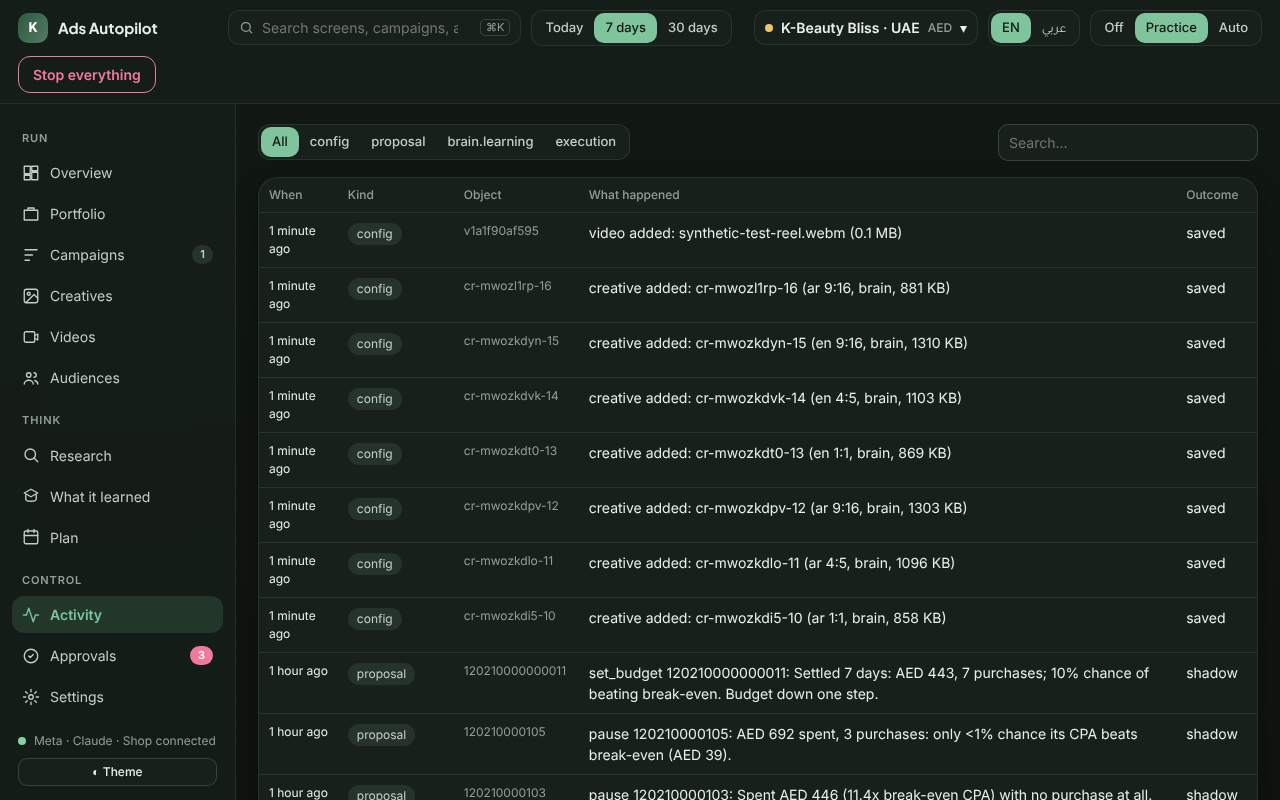 K Ads Autopilot
Search screens, campaigns, a ⌘K
Today 7 days 30 days
K-Beauty Bliss · UAE AED ▾
EN عربي
Off Practice Auto
Stop everything
RUN
Overview
Portfolio
Campaigns 1
Creatives
Videos
Audiences
THINK
Research
What it learned
Plan
CONTROL
Activity
Approvals 3
Settings
Meta · Claude · Shop connected
Theme
All config proposal brain.learning execution
Search...
When Kind Object What happened Outcome
1 minute ago config v1a1f90af595 video added: synthetic-test-reel.webm (0.1 MB) saved
1 minute ago config cr-mwozl1rp-16 creative added: cr-mwozl1rp-16 (ar 9:16, brain, 881 KB) saved
1 minute ago config cr-mwozkdyn-15 creative added: cr-mwozkdyn-15 (en 9:16, brain, 1310 KB) saved
1 minute ago config cr-mwozkdvk-14 creative added: cr-mwozkdvk-14 (en 4:5, brain, 1103 KB) saved
1 minute ago config cr-mwozkdt0-13 creative added: cr-mwozkdt0-13 (en 1:1, brain, 869 KB) saved
1 minute ago config cr-mwozkdpv-12 creative added: cr-mwozkdpv-12 (ar 9:16, brain, 1303 KB) saved
1 minute ago config cr-mwozkdlo-11 creative added: cr-mwozkdlo-11 (ar 4:5, brain, 1096 KB) saved
1 minute ago config cr-mwozkdi5-10 creative added: cr-mwozkdi5-10 (ar 1:1, brain, 858 KB) saved
1 hour ago proposal 120210000000011 set_budget 120210000000011: Settled 7 days: AED 443, 7 purchases; 10% chance of
beating break-even. Budget down one step. shadow
1 hour ago proposal 120210000105 pause 120210000105: AED 692 spent, 3 purchases: only <1% chance its CPA beats
break-even (AED 39). shadow
1 hour ago proposal 120210000103 pause 120210000103: Spent AED 446 (11.4x break-even CPA) with no purchase at all. shadow